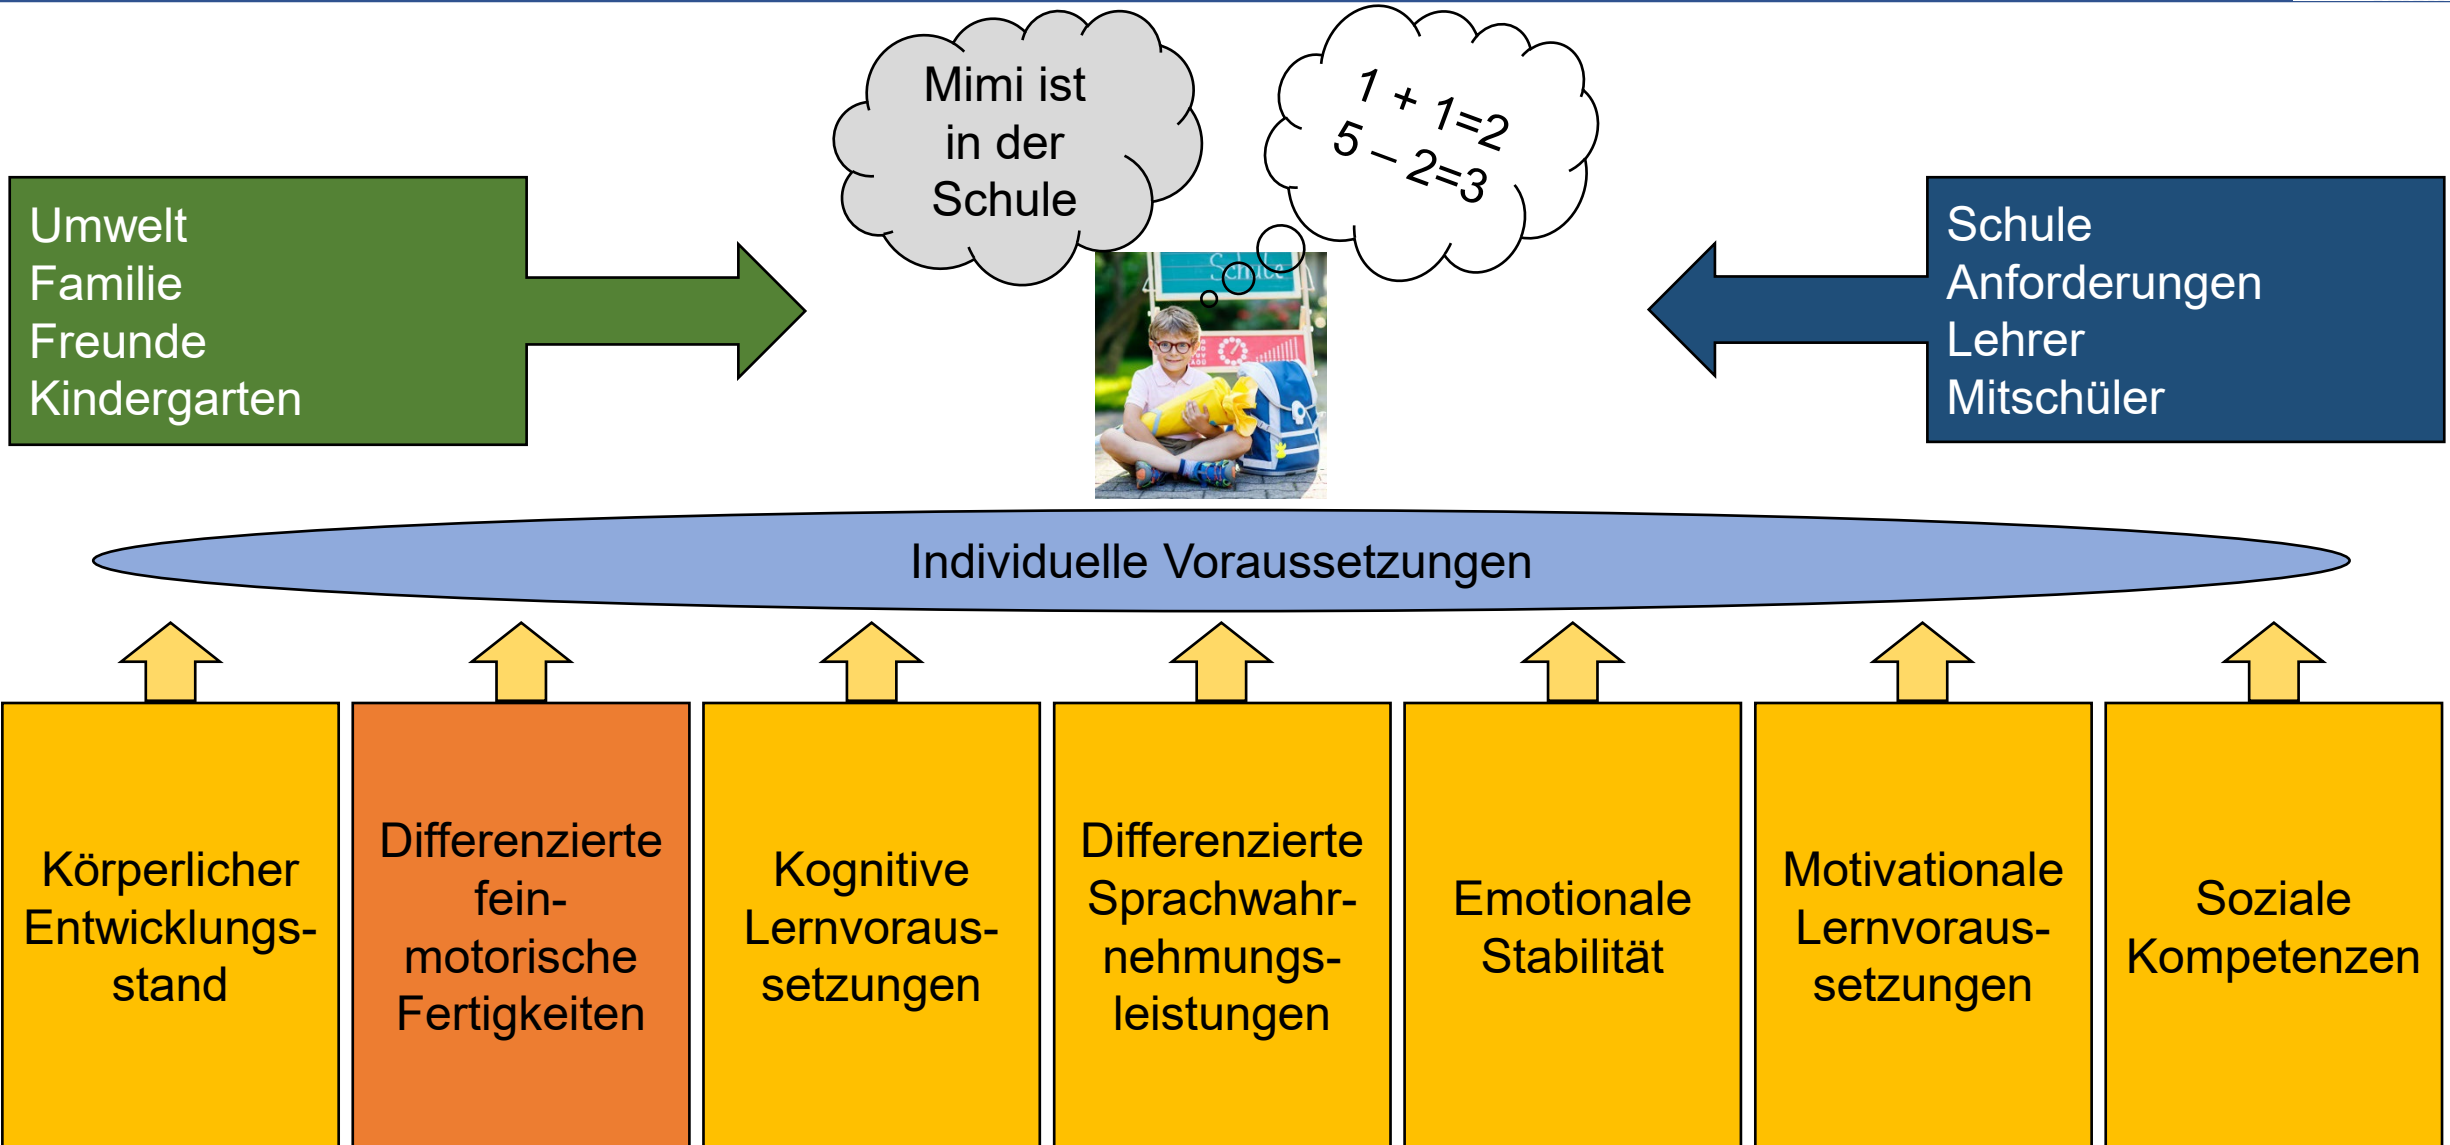 Mimi ist
in der
Schule
1 + 1=2
5 – 2=3
Umwelt
Familie
Freunde
Kindergarten
Schule
Schule
Anforderungen
Lehrer
Mitschüler
Individuelle Voraussetzungen
Körperlicher
Entwicklungs-
stand
Differenzierte
fein-
motorische
Fertigkeiten
Kognitive
Lernvoraus-
setzungen
Differenzierte
Sprachwahr-
nehmungs-
leistungen
Emotionale
Stabilität
Motivationale
Lernvoraus-
setzungen
Soziale
Kompetenzen